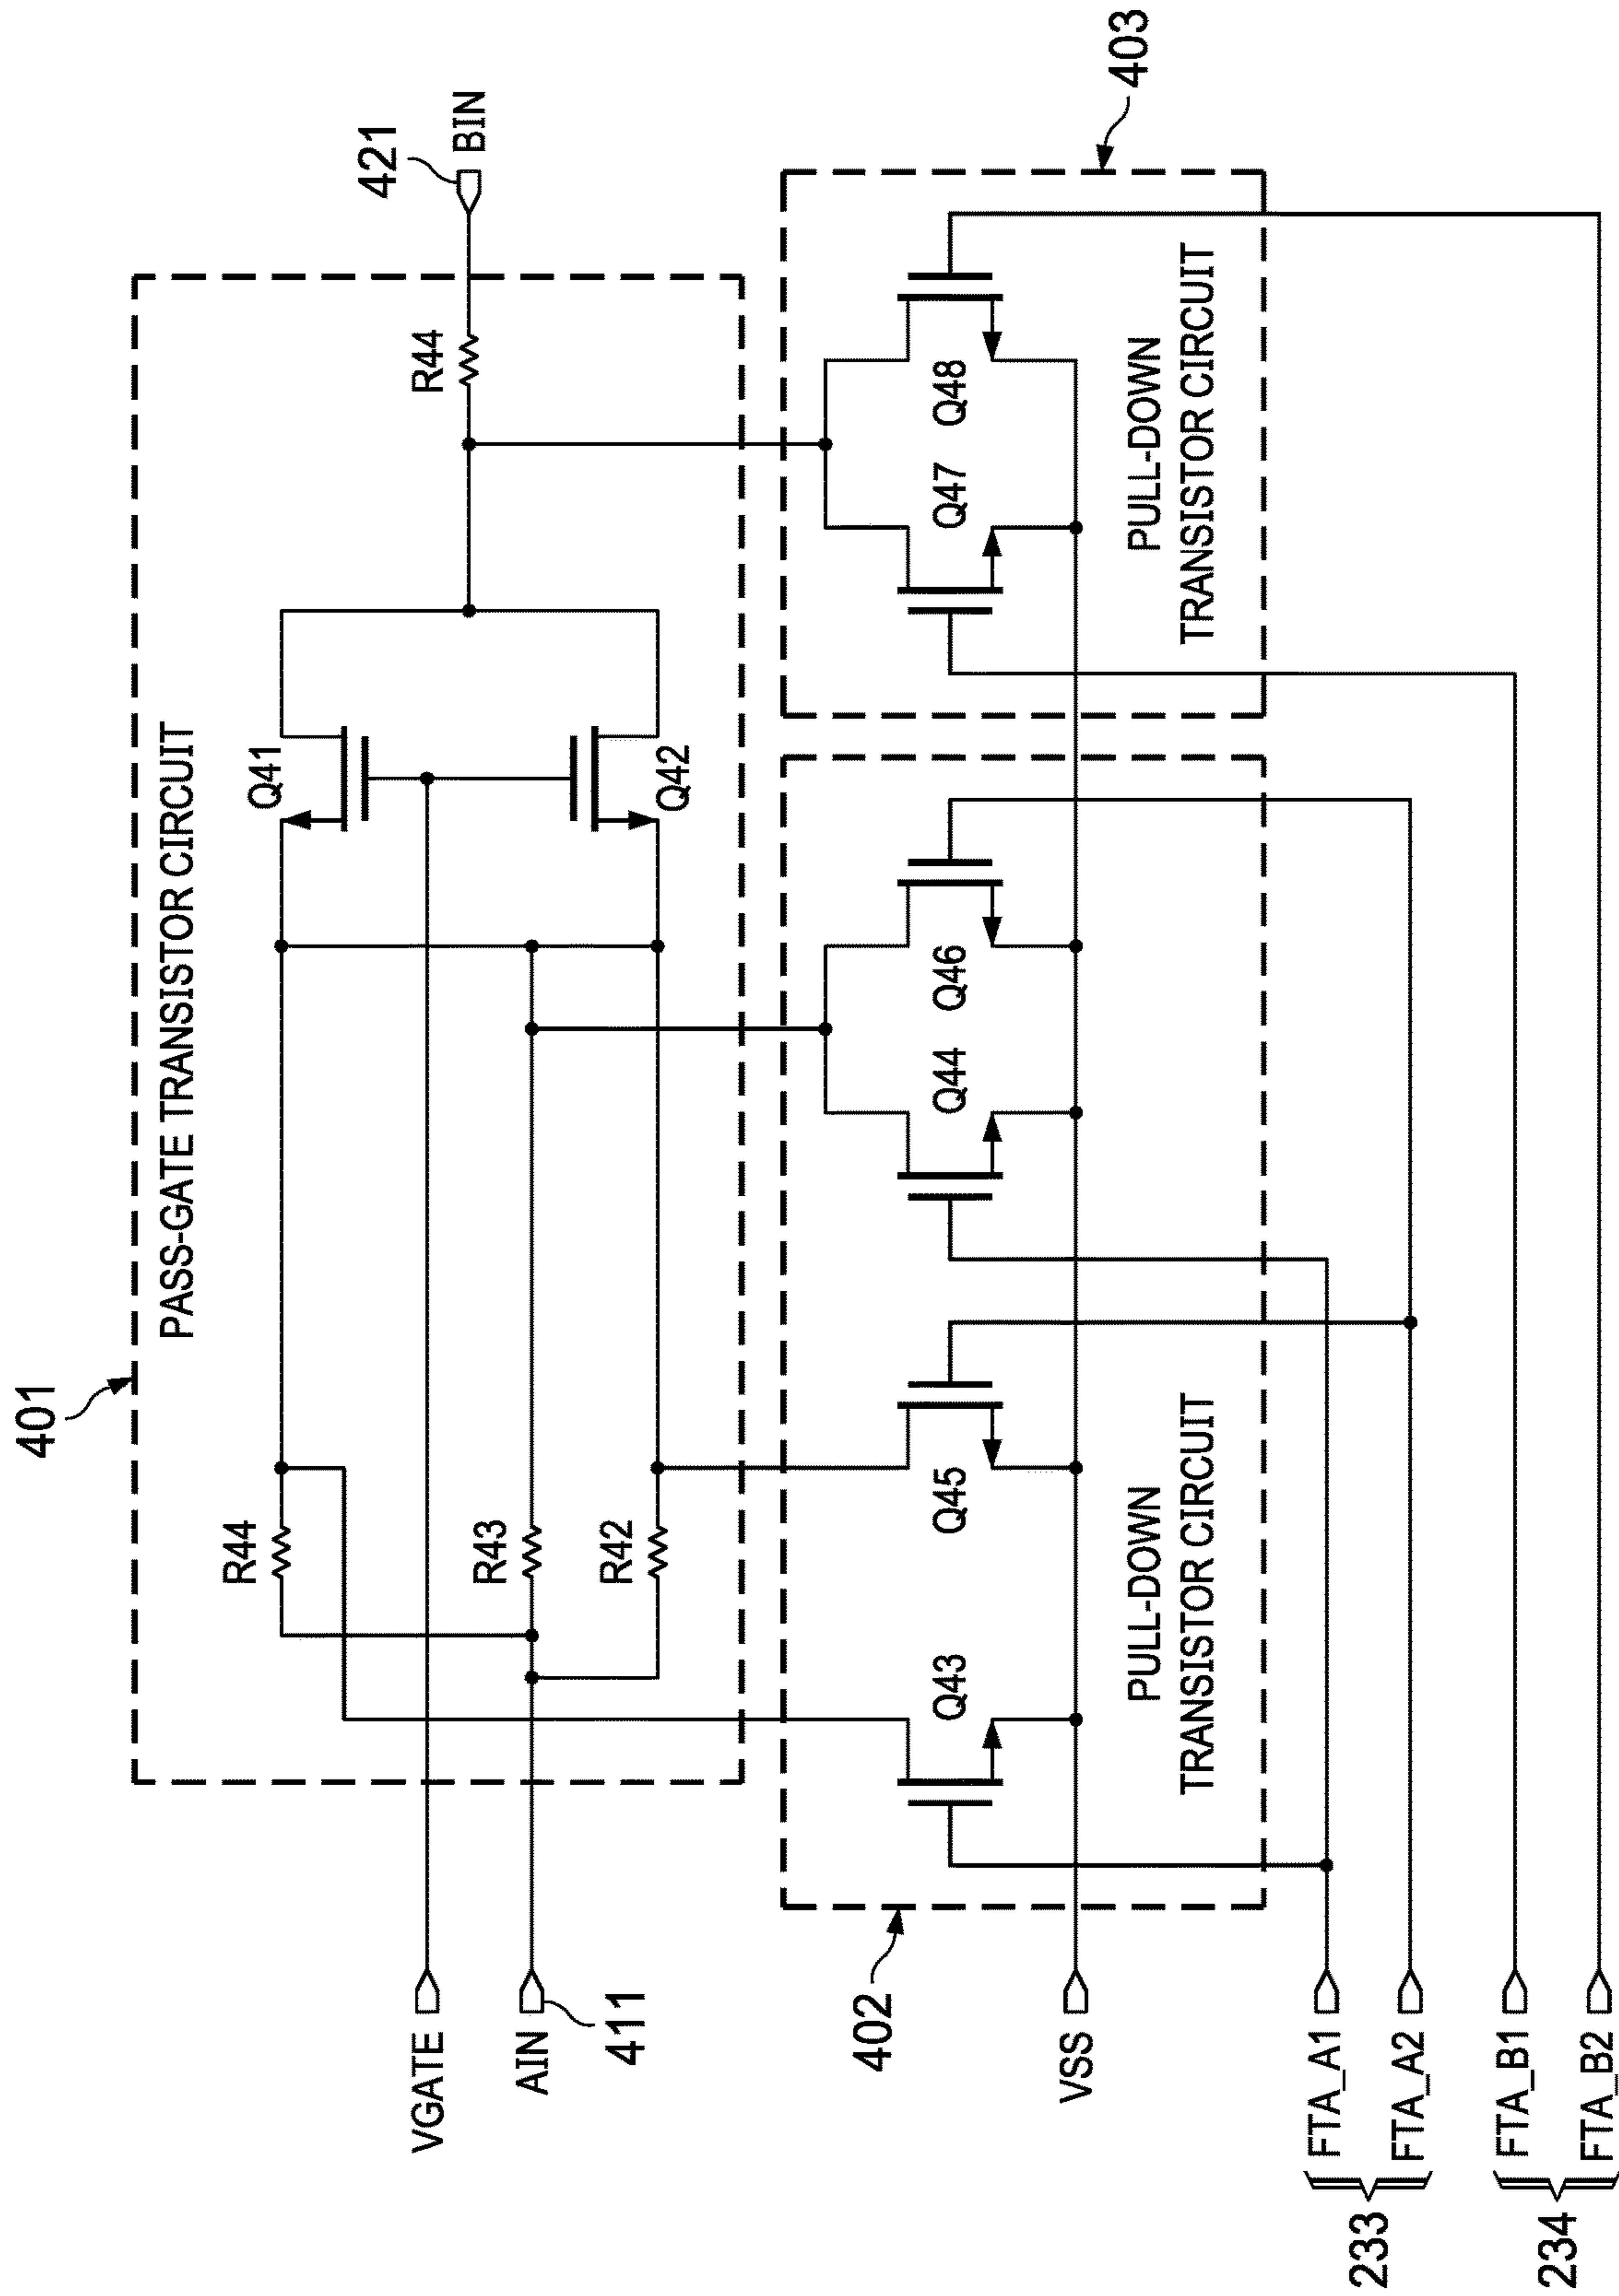 401
PASS-GATE TRANSISTOR CIRCUIT
421
BIN
R44
Q41
Q42
R44
R43
R42
VGATE
AIN
411
402
403
Q43
Q45
Q44
Q46
Q47
Q48
VSS
PULL-DOWN
TRANSISTOR CIRCUIT
PULL-DOWN
TRANSISTOR CIRCUIT
233
FTA_A1
FTA_A2
234
FTA_B1
FTA_B2